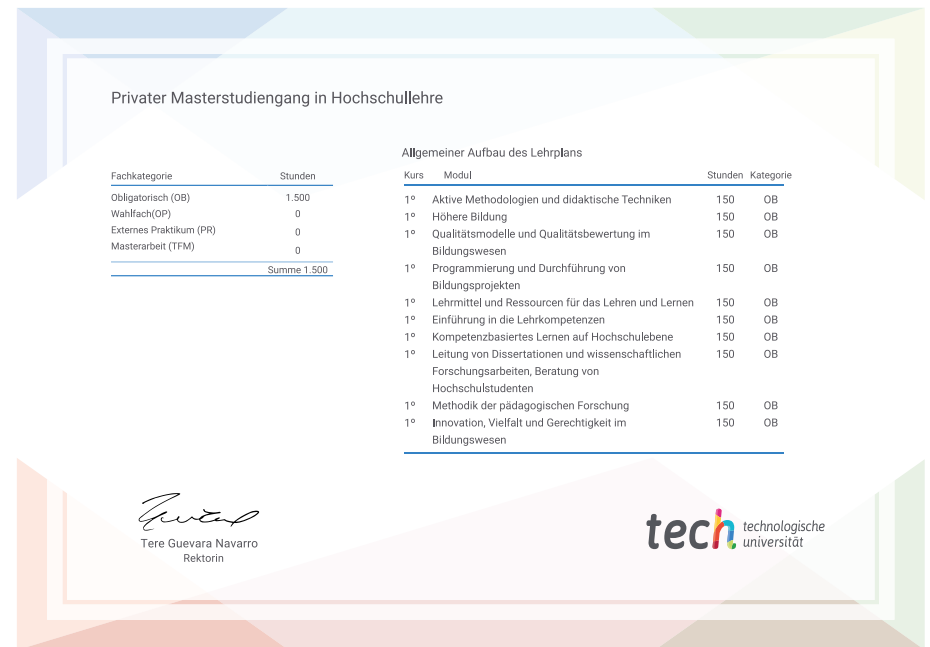 Privater Masterstudiengang in Hochschullehre
Fachkategorie Stunden
Obligatorisch (OB) 1.500
Wahlfach(OP) 0
Externes Praktikum (PR) 0
Masterarbeit (TFM) 0
Summe 1.500
Allgemeiner Aufbau des Lehrplans
Kurs Modul Stunden Kategorie
1º Aktive Methodologien und didaktische Techniken 150 OB
1º Höhere Bildung 150 OB
1º Qualitätsmodelle und Qualitätsbewertung im 150 OB
Bildungswesen
1º Programmierung und Durchführung von 150 OB
Bildungsprojekten
1º Lehrmittel und Ressourcen für das Lehren und Lernen 150 OB
1º Einführung in die Lehrkompetenzen 150 OB
1º Kompetenzbasiertes Lernen auf Hochschulebene 150 OB
1º Leitung von Dissertationen und wissenschaftlichen 150 OB
Forschungsarbeiten, Beratung von
Hochschulstudenten
1º Methodik der pädagogischen Forschung 150 OB
1º Innovation, Vielfalt und Gerechtigkeit im 150 OB
Bildungswesen
Tere Guevara Navarro
Rektorin
tech technologische
universität